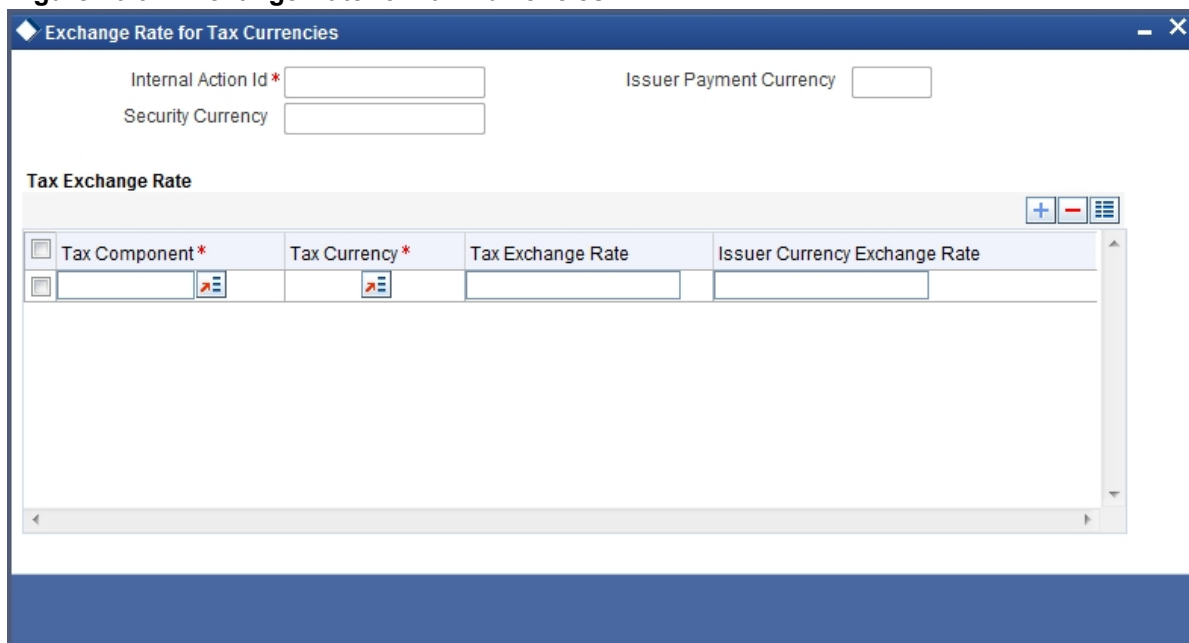 Exchange Rate for Tax Currencies
Internal Action Id *
Issuer Payment Currency
Security Currency
Tax Exchange Rate
Tax Component * Tax Currency * Tax Exchange Rate Issuer Currency Exchange Rate